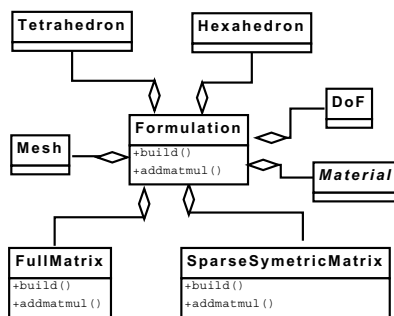 Tetrahedron
Hexahedron
DoF
Formulation
+build()
+addmatmul()
Mesh
Material
FullMatrix
+build()
+addmatmul()
SparseSymetricMatrix
+build()
+addmatmul()